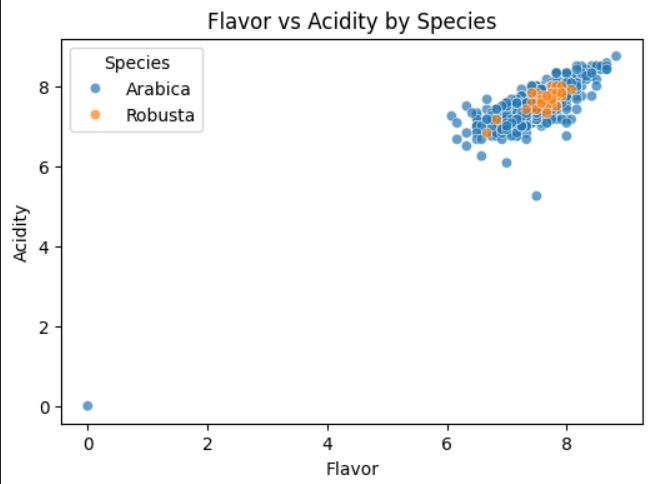 Flavor vs Acidity by Species
Species
Arabica
Robusta
8
6
4
2
0
Acidity
0 2 4 6 8
Flavor